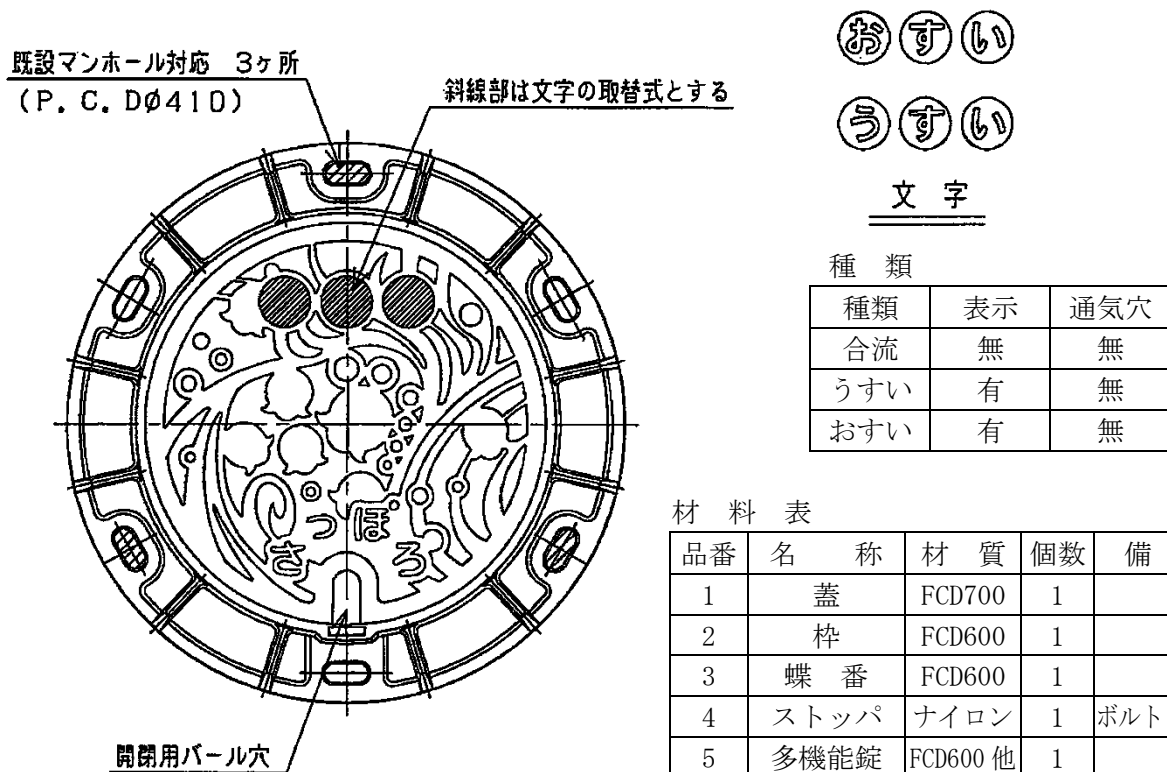 既設マンホール対応 3ヶ所
(P.C.DØ410)
斜線部は文字の取替式とする
おすい
うすい
文字
さっぽろ
開閉用バール穴
種類
種類 表示 通気穴
合流 無 無
うすい 有 無
おすい 有 無
材料表
品番 名称 材質 個数 備
1 蓋 FCD700 1
2 枠 FCD600 1
3 蝶番 FCD600 1
4 ストッパ ナイロン 1 ボルト
5 多機能錠 FCD600他 1